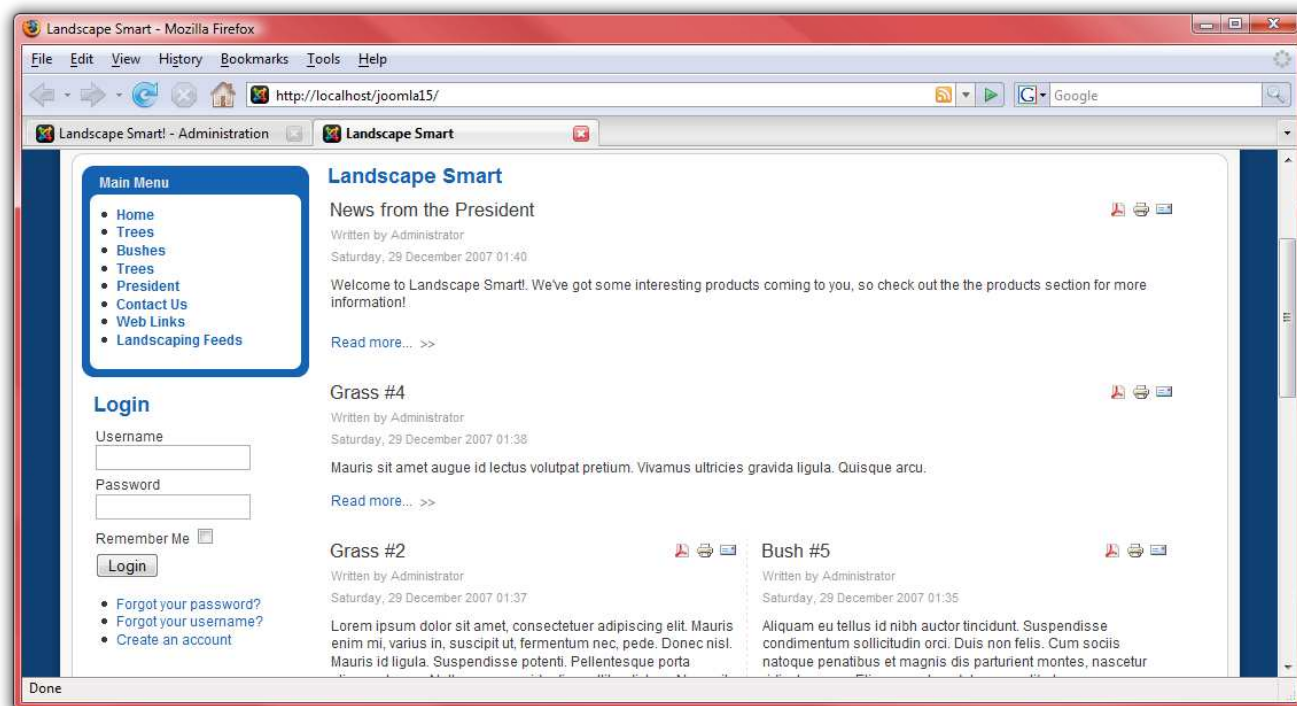 Landscape Smart - Mozilla Firefox
File Edit View History Bookmarks Tools Help
http://localhost/joomla15/
G Google
Landscape Smart! - Administration
Landscape Smart
Main Menu
Home
Trees
Bushes
Trees
President
Contact Us
Web Links
Landscaping Feeds
Login
Username
Password
Remember Me
Login
Forgot your password?
Forgot your username?
Create an account
Landscape Smart
News from the President
Written by Administrator
Saturday, 29 December 2007 01:40
Welcome to Landscape Smart!. We've got some interesting products coming to you, so check out the the products section for more
information!
Read more... >>
Grass #4
Written by Administrator
Saturday, 29 December 2007 01:38
Mauris sit amet augue id lectus volutpat pretium. Vivamus ultricies gravida ligula. Quisque arcu.
Read more... >>
Grass #2
Written by Administrator
Saturday, 29 December 2007 01:37
Lorem ipsum dolor sit amet, consectetuer adipiscing elit. Mauris
enim mi, varius in, suscipit ut, fermentum nec, pede. Donec nisl.
Mauris id ligula. Suspendisse potenti. Pellentesque porta
Bush #5
Written by Administrator
Saturday, 29 December 2007 01:35
Aliquam eu tellus id nibh auctor tincidunt. Suspendisse
condimentum sollicitudin orci. Duis non felis. Cum sociis
natoque penatibus et magnis dis parturient montes, nascetur
Done